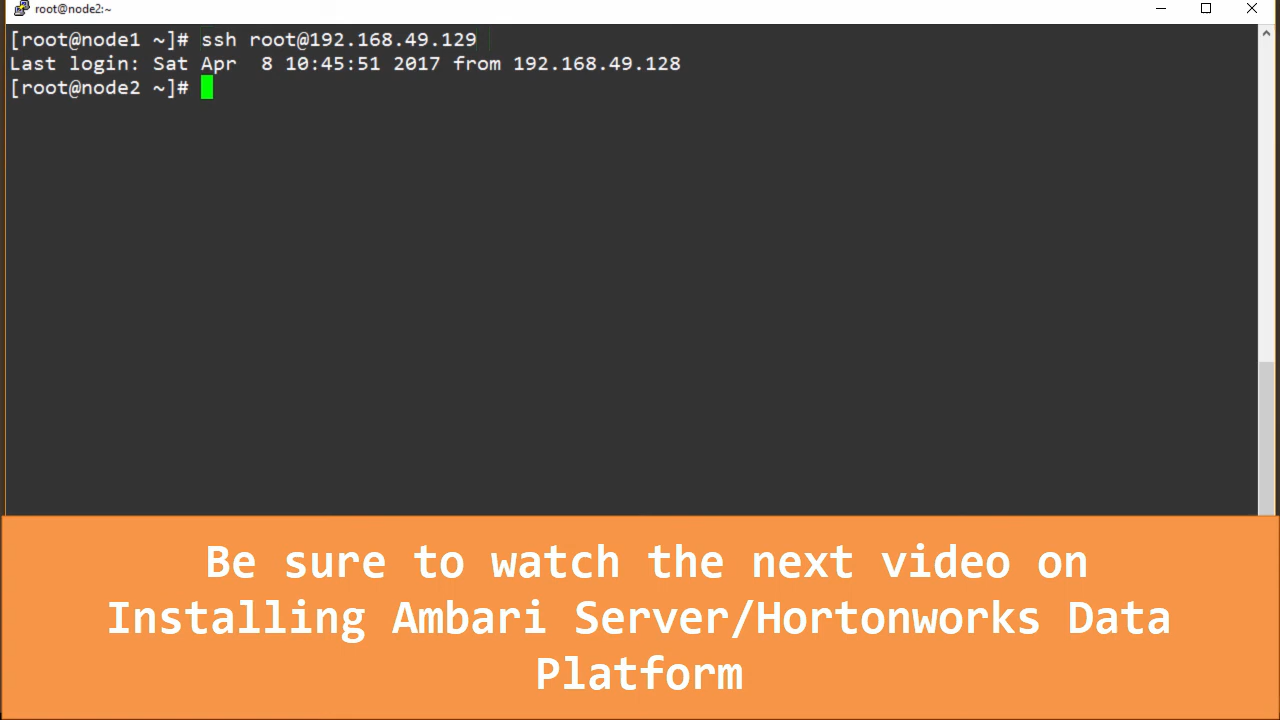 root@node2:~
[root@node1 ~]# ssh root@192.168.49.129
Last login: Sat Apr  8 10:45:51 2017 from 192.168.49.128
[root@node2 ~]#
Be sure to watch the next video on
Installing Ambari Server/Hortonworks Data
Platform